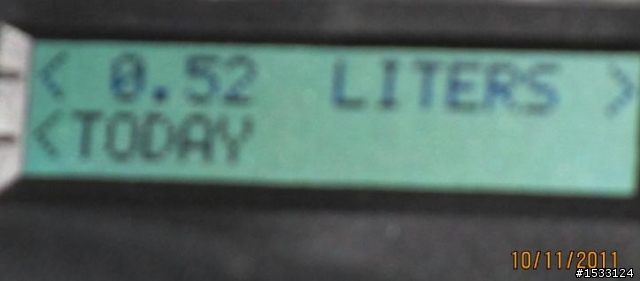 < 0.52 LITERS >
<TODAY
10/11/2011
#1533124